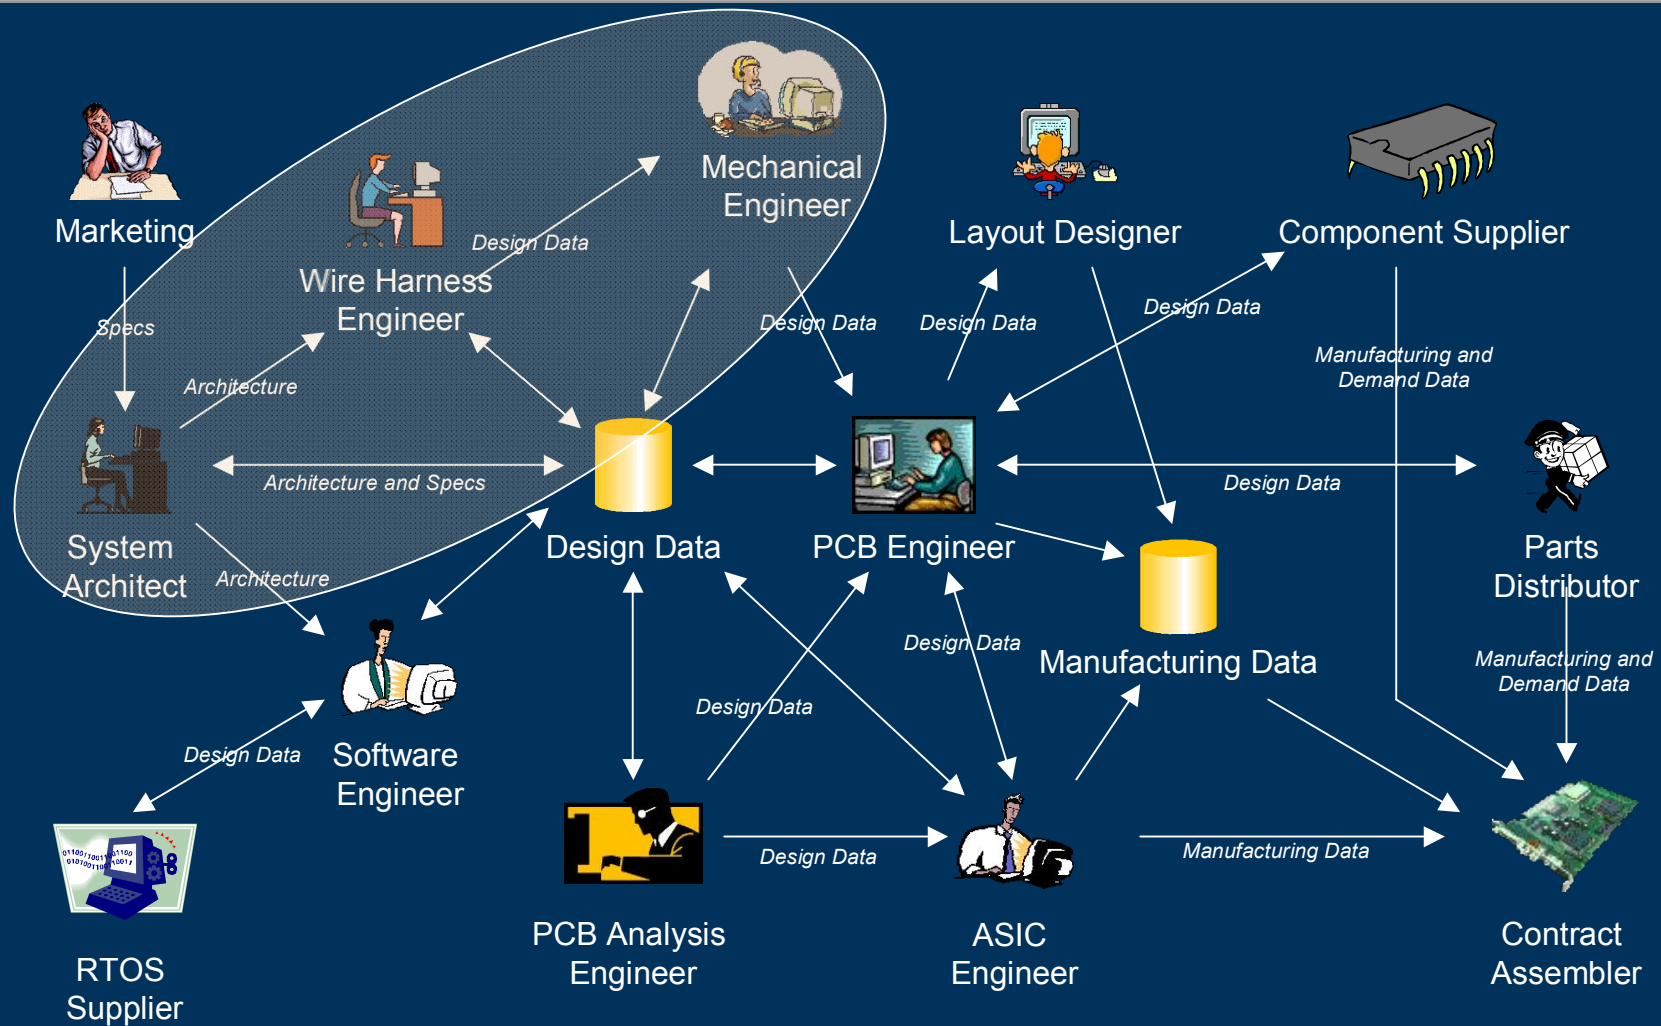 Mechanical
Engineer
Marketing
Design Data
Layout Designer
Component Supplier
Wire Harness
Engineer
Specs
Design Data
Design Data
Design Data
Manufacturing and
Demand Data
Architecture
Architecture and Specs
Design Data
System
Architect
Design Data
PCB Engineer
Parts
Distributor
Architecture
Design Data
Manufacturing Data
Manufacturing and
Demand Data
Design Data
Design Data
Software
Engineer
Design Data
Manufacturing Data
PCB Analysis
Engineer
ASIC
Engineer
Contract
Assembler
RTOS
Supplier